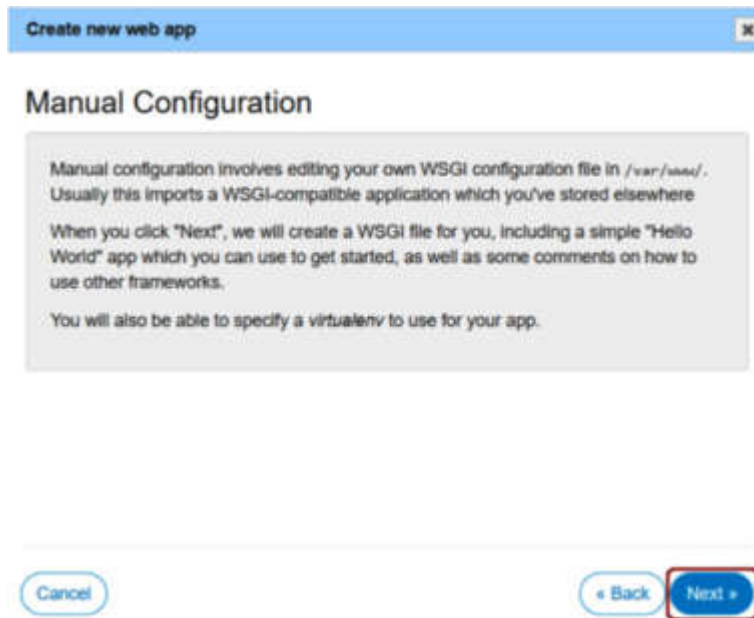 Create new web app
Manual Configuration
Manual configuration involves editing your own WSGI configuration file in /var/www/.
Usually this imports a WSGI-compatible application which you've stored elsewhere
When you click "Next", we will create a WSGI file for you, including a simple "Hello
World" app which you can use to get started, as well as some comments on how to
use other frameworks.
You will also be able to specify a virtualenv to use for your app.
Cancel
« Back
Next »